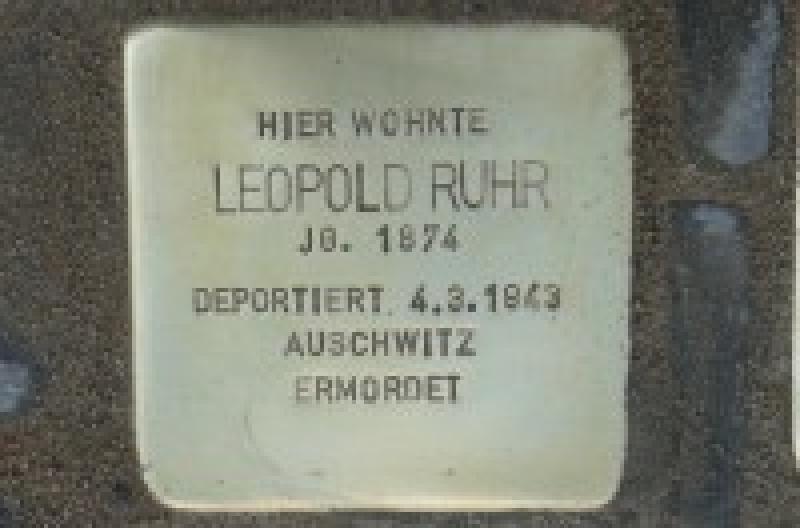 HIER WOHNTE
LEOPOLD RUHR
JG. 1874
DEPORTIERT 4.3.1943
AUSCHWITZ
ERMORDET